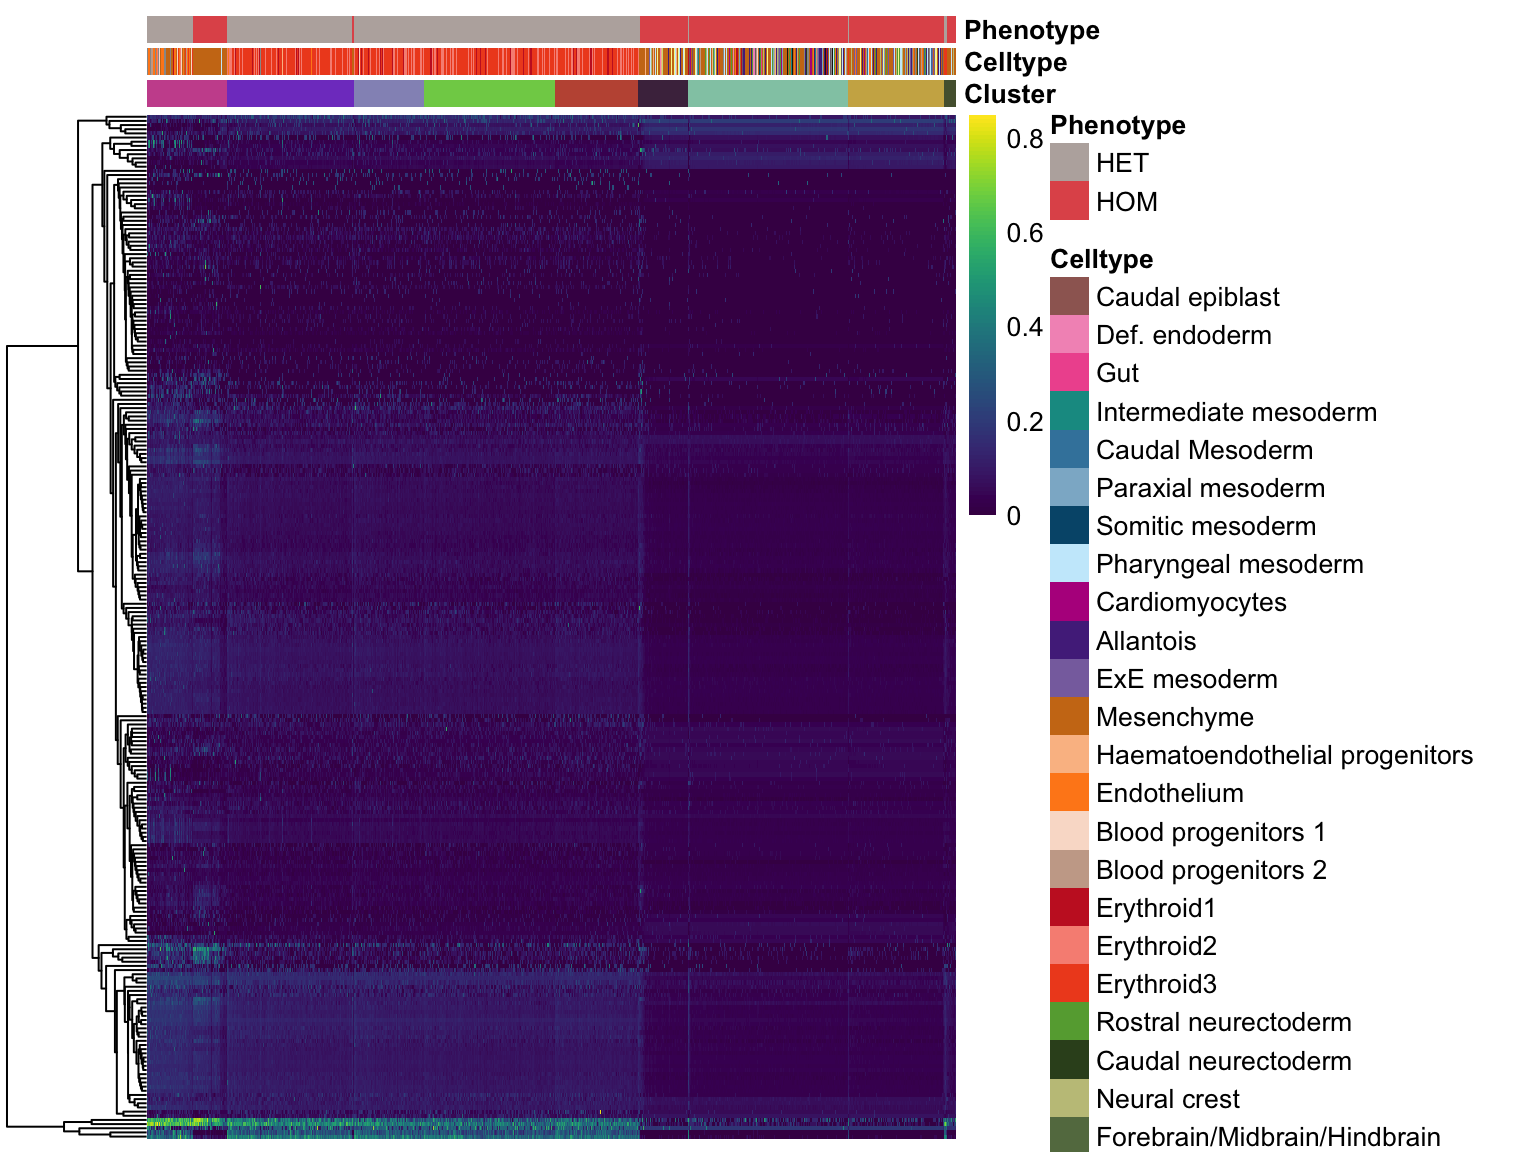 Phenotype
Celltype
Cluster
0.8
0.6
0.4
0.2
0
Phenotype
HET
HOM
Celltype
Caudal epiblast
Def. endoderm
Gut
Intermediate mesoderm
Caudal Mesoderm
Paraxial mesoderm
Somitic mesoderm
Pharyngeal mesoderm
Cardiomyocytes
Allantois
ExE mesoderm
Mesenchyme
Haematoendothelial progenitors
Endothelium
Blood progenitors 1
Blood progenitors 2
Erythroid1
Erythroid2
Erythroid3
Rostral neurectoderm
Caudal neurectoderm
Neural crest
Forebrain/Midbrain/Hindbrain